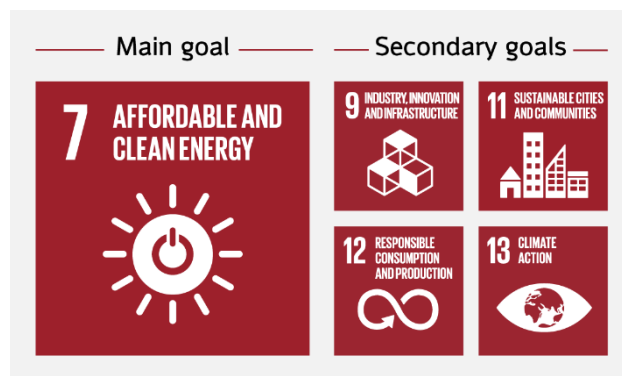 Main goal
Secondary goals
7 AFFORDABLE AND
CLEAN ENERGY
9 INDUSTRY, INNOVATION
AND INFRASTRUCTURE
11 SUSTAINABLE CITIES
AND COMMUNITIES
12 RESPONSIBLE
CONSUMPTION
AND PRODUCTION
13 CLIMATE
ACTION